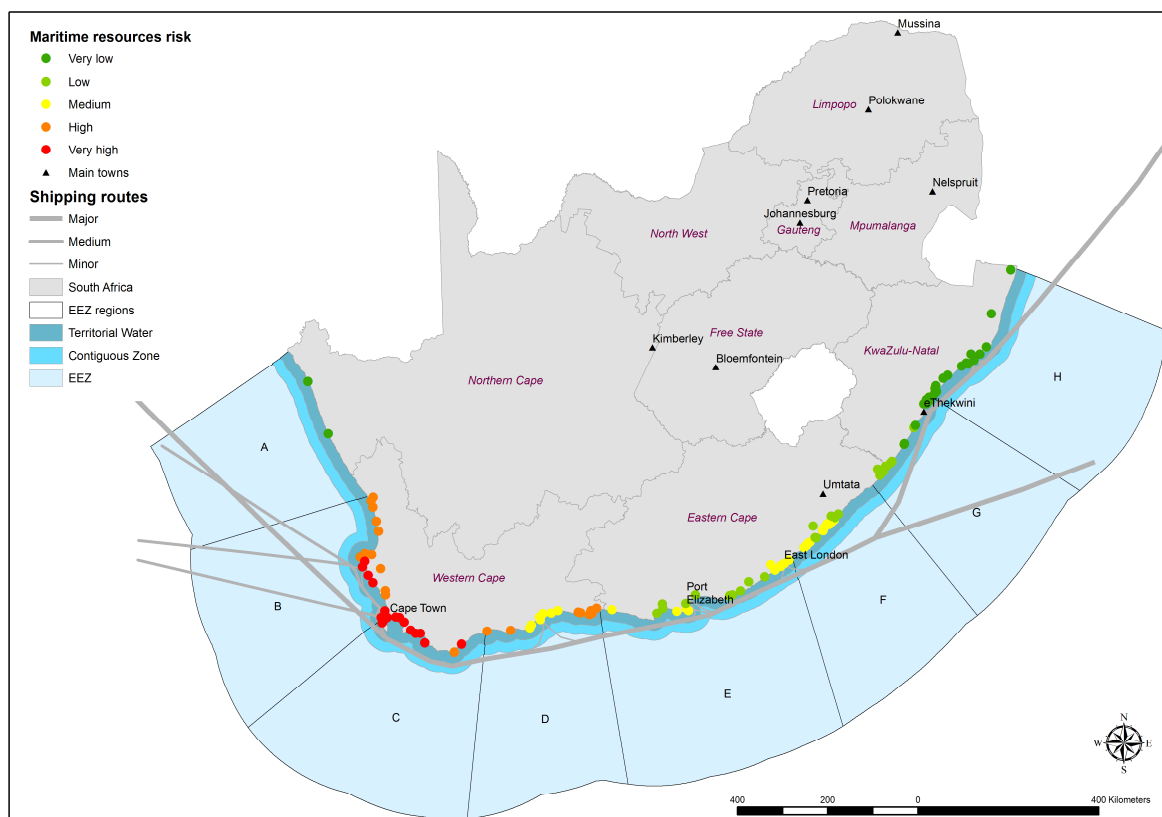 Maritime resources risk
Very low
Low
Medium
High
Very high
Main towns
Shipping routes
Major
Medium
Minor
South Africa
EEZ regions
Territorial Water
Contiguous Zone
EEZ
Mussina
Limpopo
Polokwane
Nelspruit
Pretoria
Johannesburg
Gauteng
Mpumalanga
North West
Kimberley
Free State
Bloemfontein
KwaZulu-Natal
Northern Cape
eThekwini
H
A
Umtata
G
Eastern Cape
East London
Western Cape
Port
Elizabeth
Cape Town
B
F
E
C
D
N
W
E
S
400
200
0
400 Kilometers